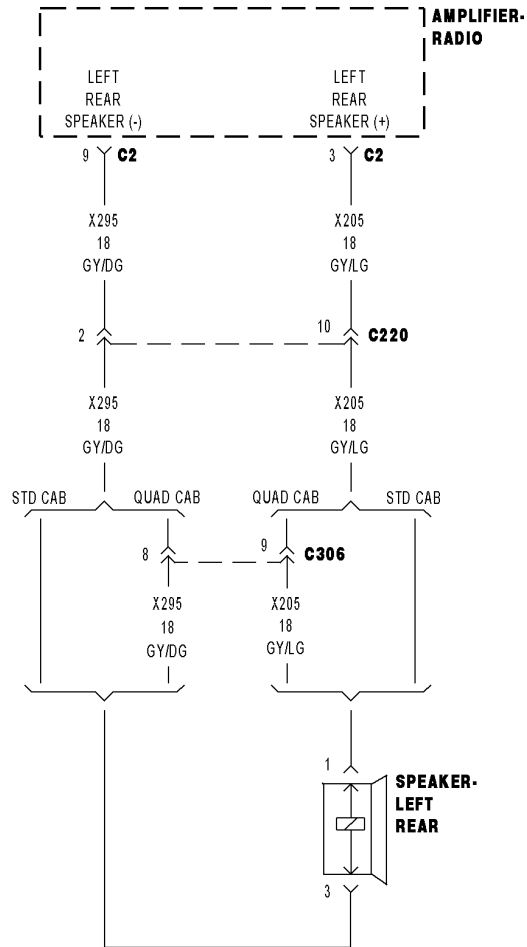 AMPLIFIER-
RADIO
LEFT
REAR
SPEAKER (-)
LEFT
REAR
SPEAKER (+)
9 C2
3 C2
X295
18
GY/DG
X205
18
GY/LG
2
10 C220
X295
18
GY/DG
X205
18
GY/LG
STD CAB
QUAD CAB
QUAD CAB
STD CAB
8
9 C306
X295
18
GY/DG
X205
18
GY/LG
1
SPEAKER-
LEFT
REAR
3